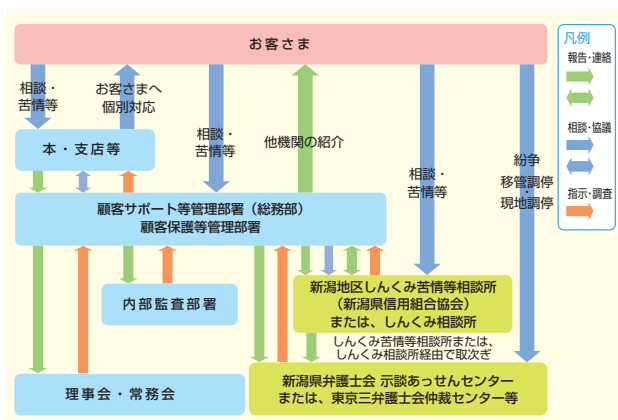 お客さま
凡例
報告・連絡
相談・協議
指示・調査
相談・
苦情等
お客さまへ
個別対応
相談・
苦情等
他機関の紹介
相談・
苦情等
紛争
移管調停
・
現地調停
本・支店等
顧客サポート等管理部署（総務部）
顧客保護等管理部署
内部監査部署
新潟地区しんくみ苦情等相談所
（新潟県信用組合協会）
または、しんくみ相談所
しんくみ苦情等相談所または、
しんくみ相談所経由で取次ぎ
理事会・常務会
新潟県弁護士会 示談あっせんセンター
または、東京三弁護士会仲裁センター等